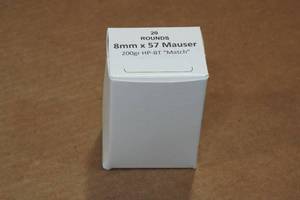 20
ROUNDS
8mm x 57 Mauser
200gr HP-BT "Match"